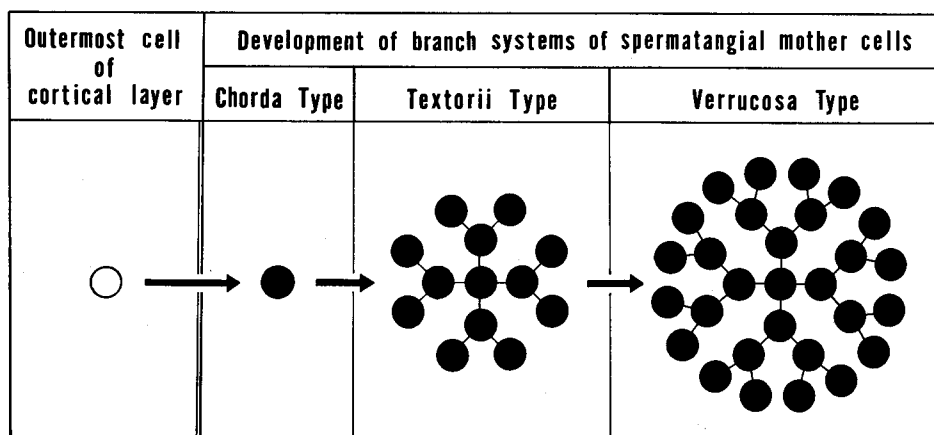 Outermost cell
of
cortical layer
Development of branch systems of spermatangial mother cells
Chorda Type
Textorii Type
Verrucosa Type